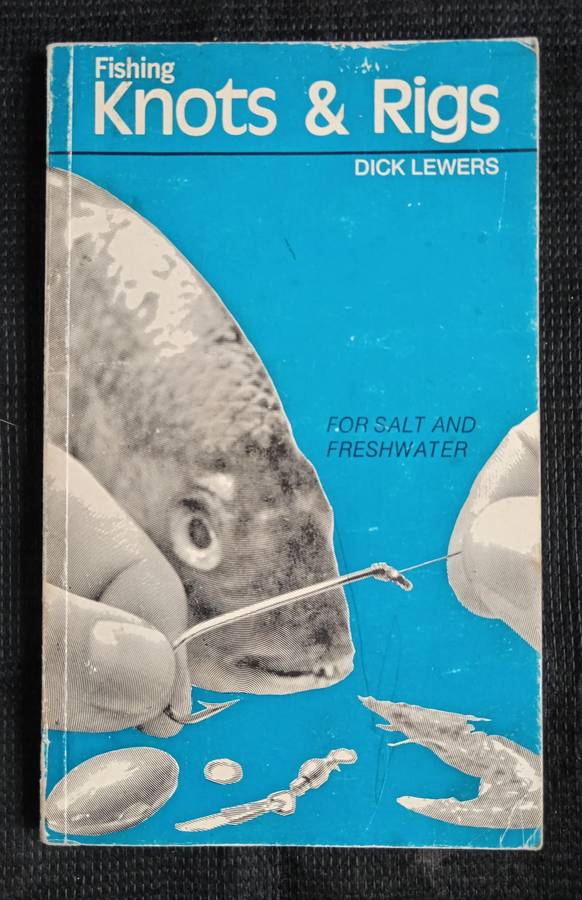 Fishing
Knots & Rigs
DICK LEWERS
FOR SALT AND
FRESHWATER